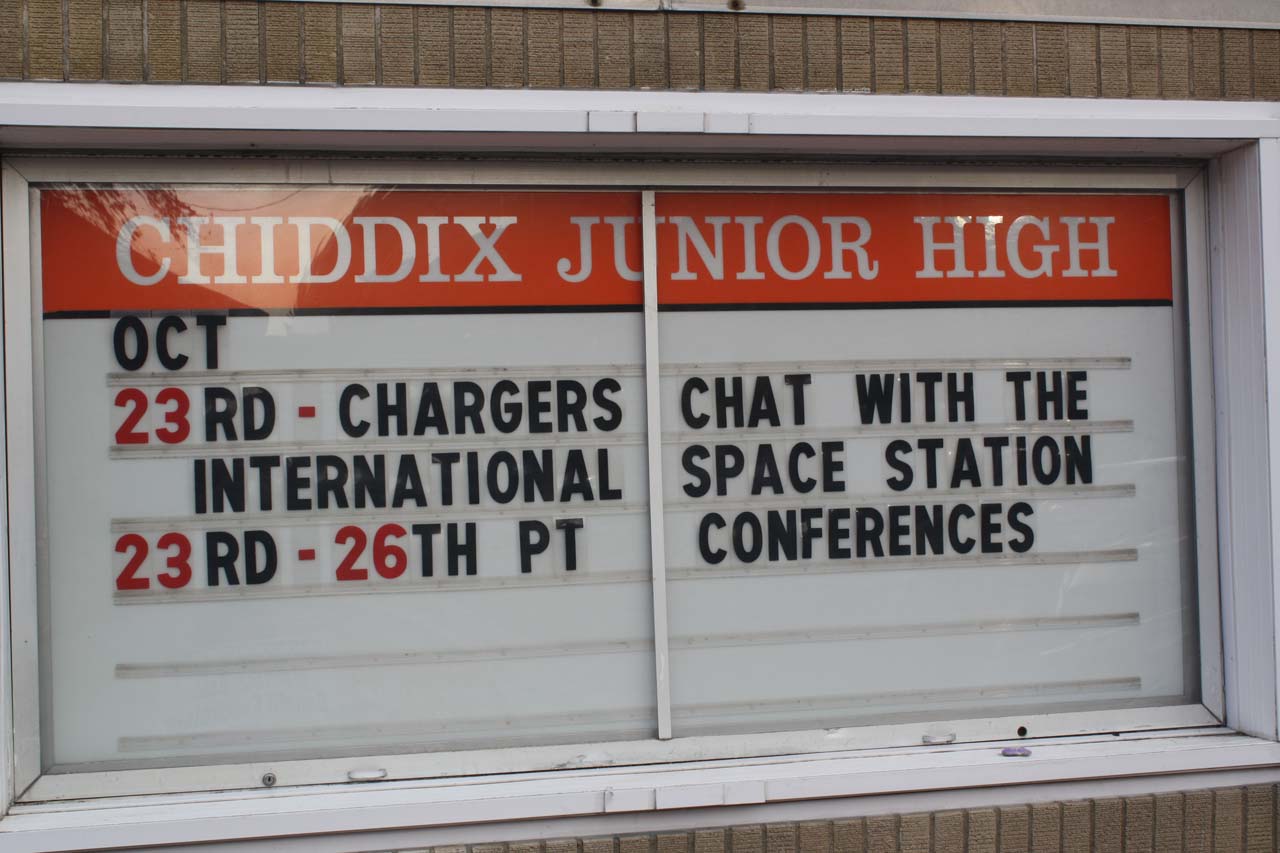 CHIDDIX JUNIOR HIGH
OCT
23RD - CHARGERS CHAT WITH THE
INTERNATIONAL SPACE STATION
23RD - 26TH PT CONFERENCES